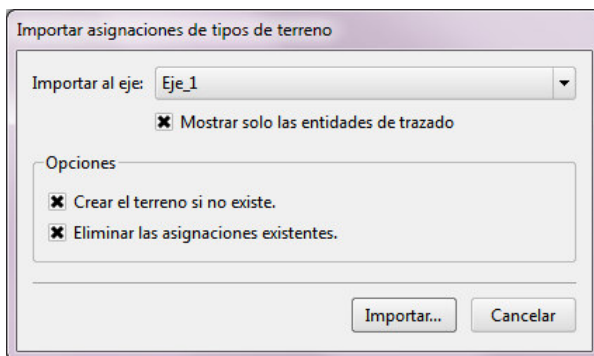 Importar asignaciones de tipos de terreno
Importar al eje: Eje_1
Mostrar solo las entidades de trazado
Opciones
Crear el terreno si no existe.
Eliminar las asignaciones existentes.
Importar... Cancelar